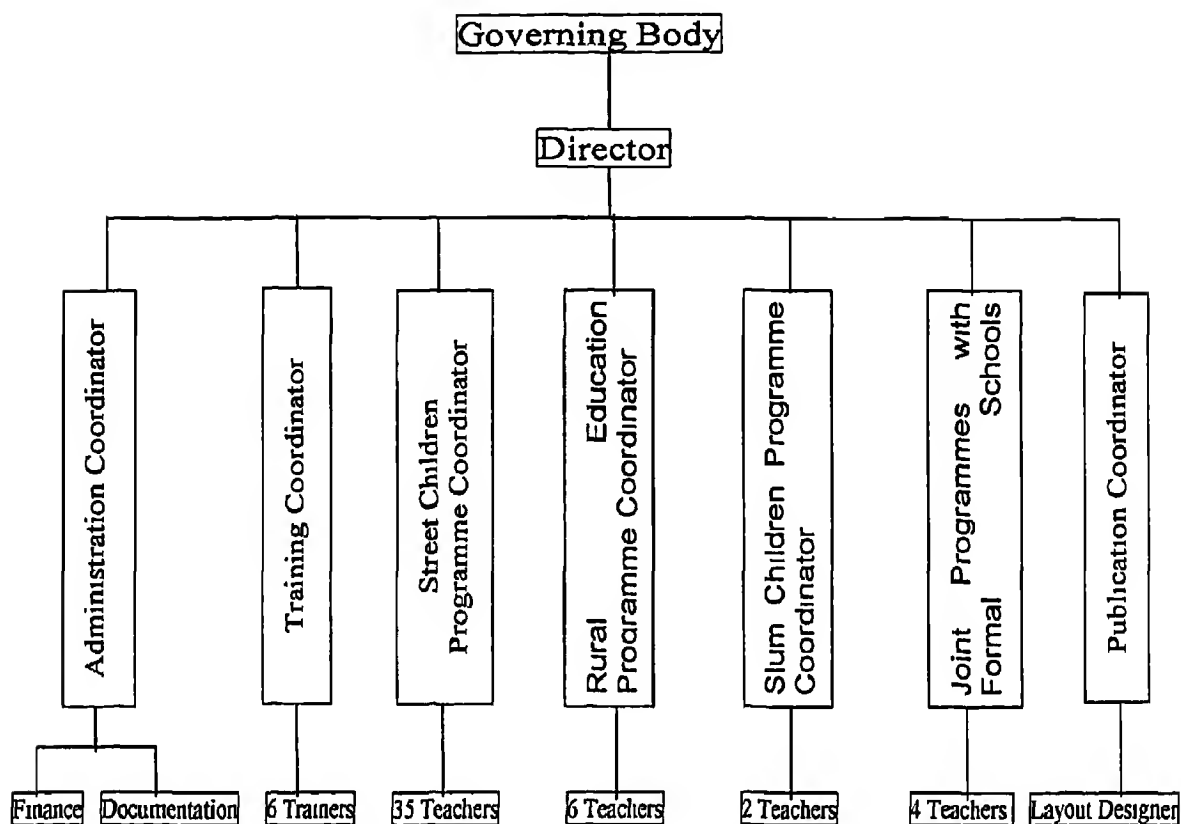 Governing Body
Director
Administration Coordinator
Training Coordinator
Street Children
Programme Coordinator
Rural Education
Programme Coordinator
Slum Children Programme
Coordinator
Joint Programmes with
Formal Schools
Publication Coordinator
Finance
Documentation
6 Trainers
35 Teachers
6 Teachers
2 Teachers
4 Teachers
Layout Designer